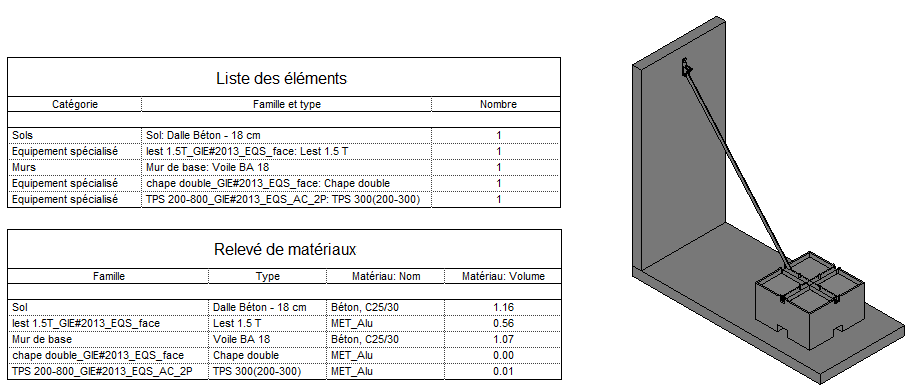 Liste des éléments
Catégorie Famille et type Nombre
Sols Sol: Dalle Béton - 18 cm 1
Equipement spécialisé lest 1.5T_GIE#2013_EQS_face: Lest 1.5 T 1
Murs Mur de base: Voile BA 18 1
Equipement spécialisé chape double_GIE#2013_EQS_face: Chape double 1
Equipement spécialisé TPS 200-800_GIE#2013_EQS_AC_2P: TPS 300(200-300) 1
Relevé de matériaux
Famille Type Matériau: Nom Matériau: Volume
Sol Dalle Béton - 18 cm Béton, C25/30 1.16
lest 1.5T_GIE#2013_EQS_face Lest 1.5 T MET_Alu 0.56
Mur de base Voile BA 18 Béton, C25/30 1.07
chape double_GIE#2013_EQS_face Chape double MET_Alu 0.00
TPS 200-800_GIE#2013_EQS_AC_2P TPS 300(200-300) MET_Alu 0.01